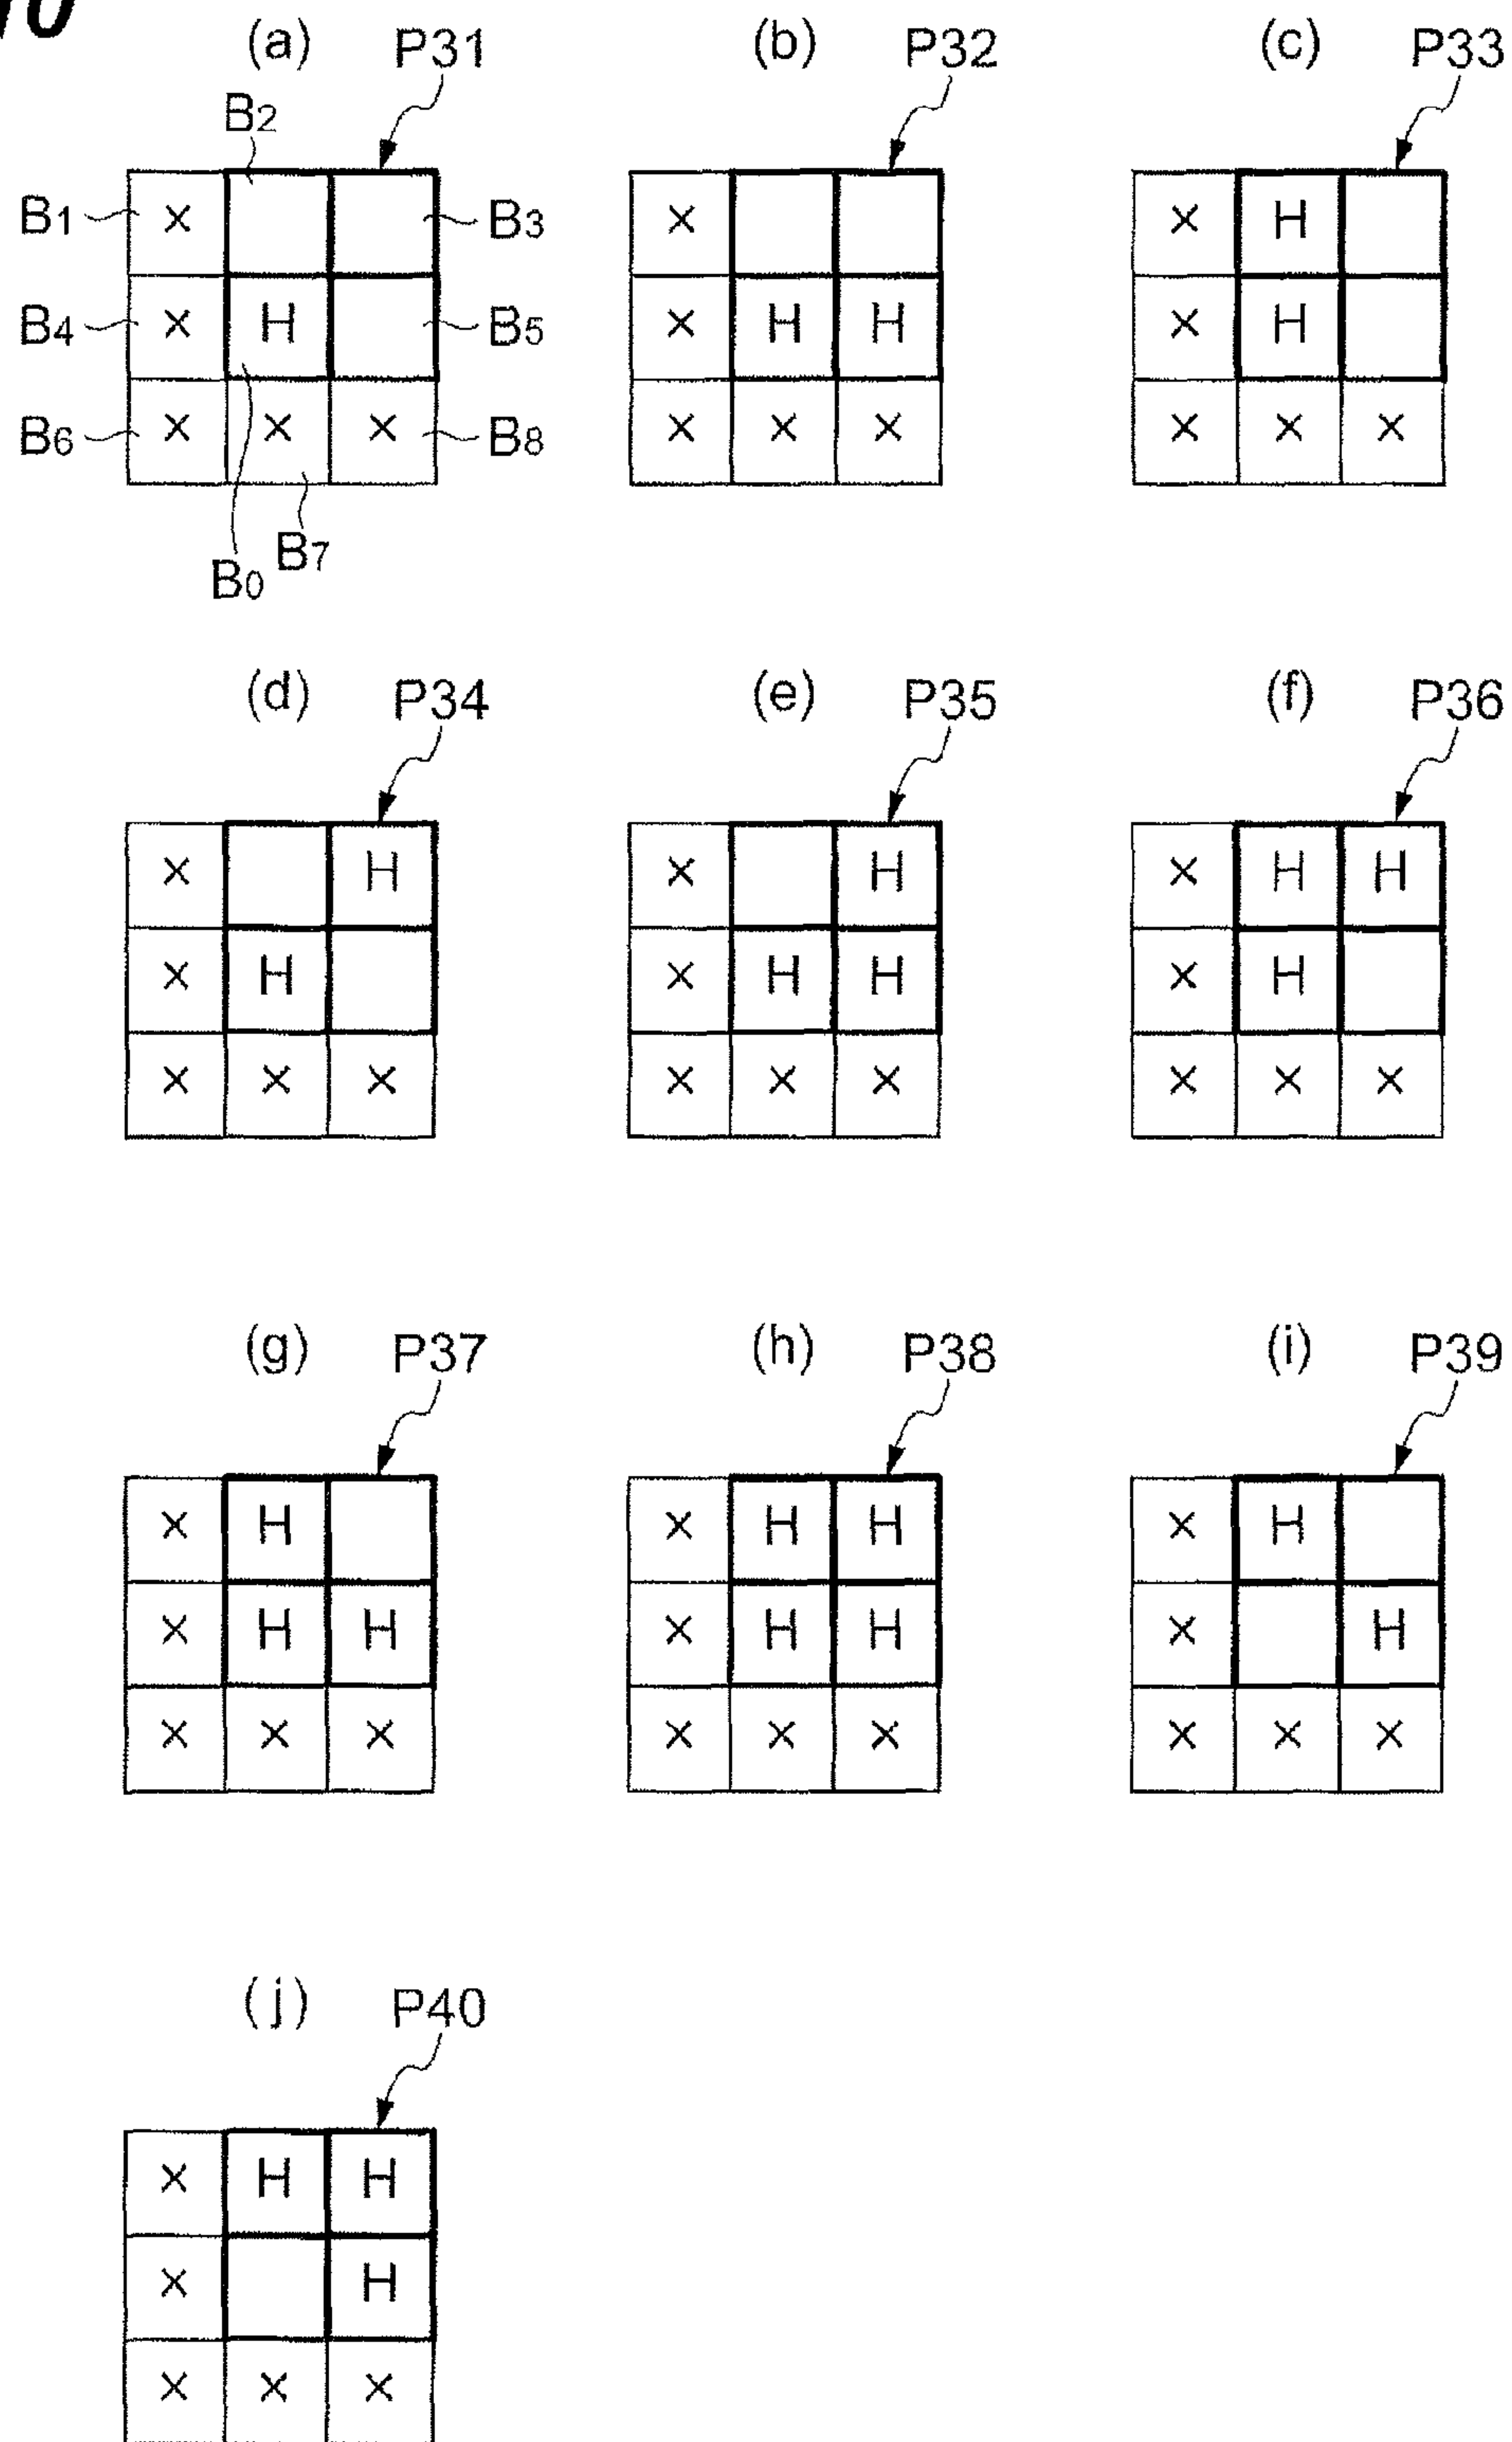 10
(a) P31 (b) P32 (c) P33
B2
B1 × B3 × ×  H
B4 × H B5 × H H × H
B6 × × × B8 × × × × × ×
B7
B0
(d) P34 (e) P35 (f) P36
× H × H × H H
× H × H H × H
× × × × × × × × ×
(g) P37 (h) P38 (i) P39
× H × H H × H
× H H × H H × H
× × × × × × × × ×
(j) P40
× H H
× H
× × ×